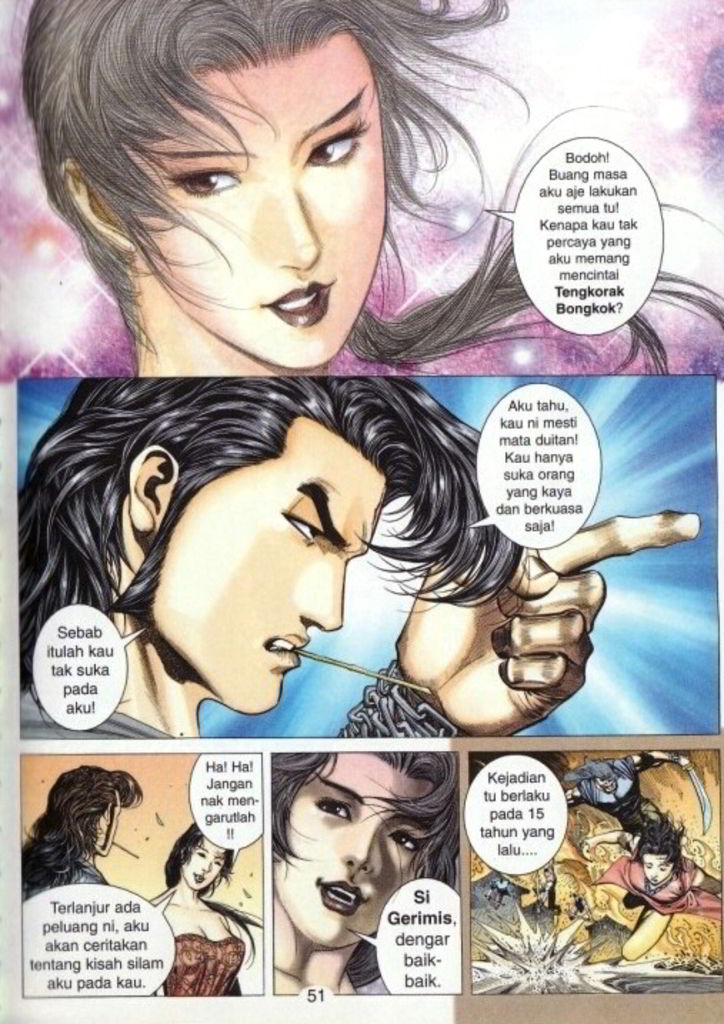 Bodoh!
Buang masa
aku aje lakukan
semua tu!
Kenapa kau tak
percaya yang
aku memang
mencintai
Tengkorak
Bongkok?
Aku tahu,
kau ni mesti
mata duitan!
Kau hanya
suka orang
yang kaya
dan berkuasa
saja!
Sebab
itulah kau
tak suka
pada
aku!
Ha! Ha!
Jangan
nak men-
garutlah
!!
Terlanjur ada
peluang ni, aku
akan ceritakan
tentang kisah silam
aku pada kau.
Si
Gerimis,
dengar
baik-
baik.
Kejadian
tu berlaku
pada 15
tahun yang
lalu....
51